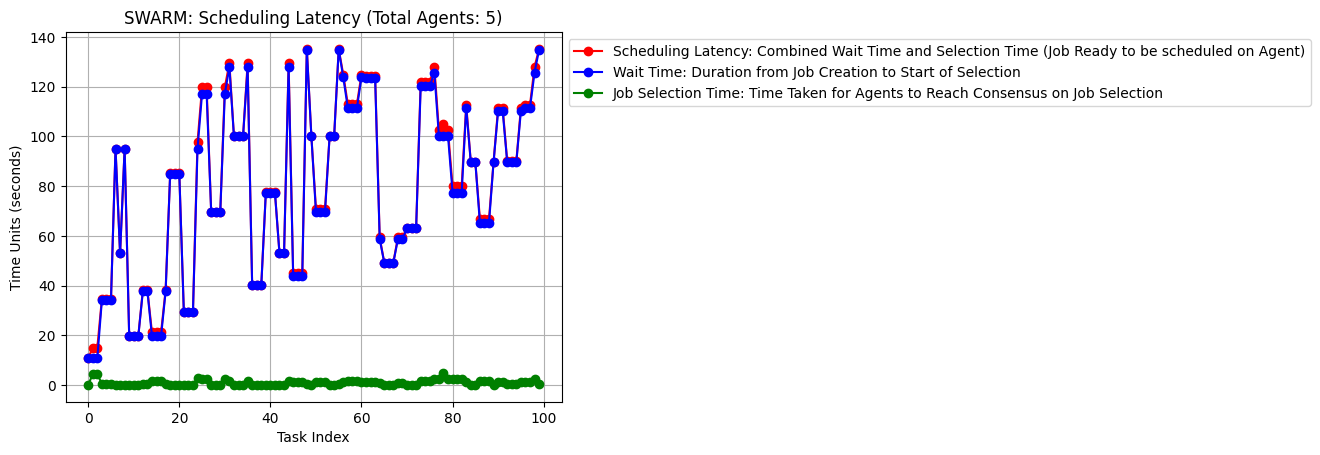 SWARM: Scheduling Latency (Total Agents: 5)
Scheduling Latency: Combined Wait Time and Selection Time (Job Ready to be scheduled on Agent)
Wait Time: Duration from Job Creation to Start of Selection
Job Selection Time: Time Taken for Agents to Reach Consensus on Job Selection
Time Units (seconds)
140
120
100
80
60
40
20
0
0 20 40 60 80 100
Task Index